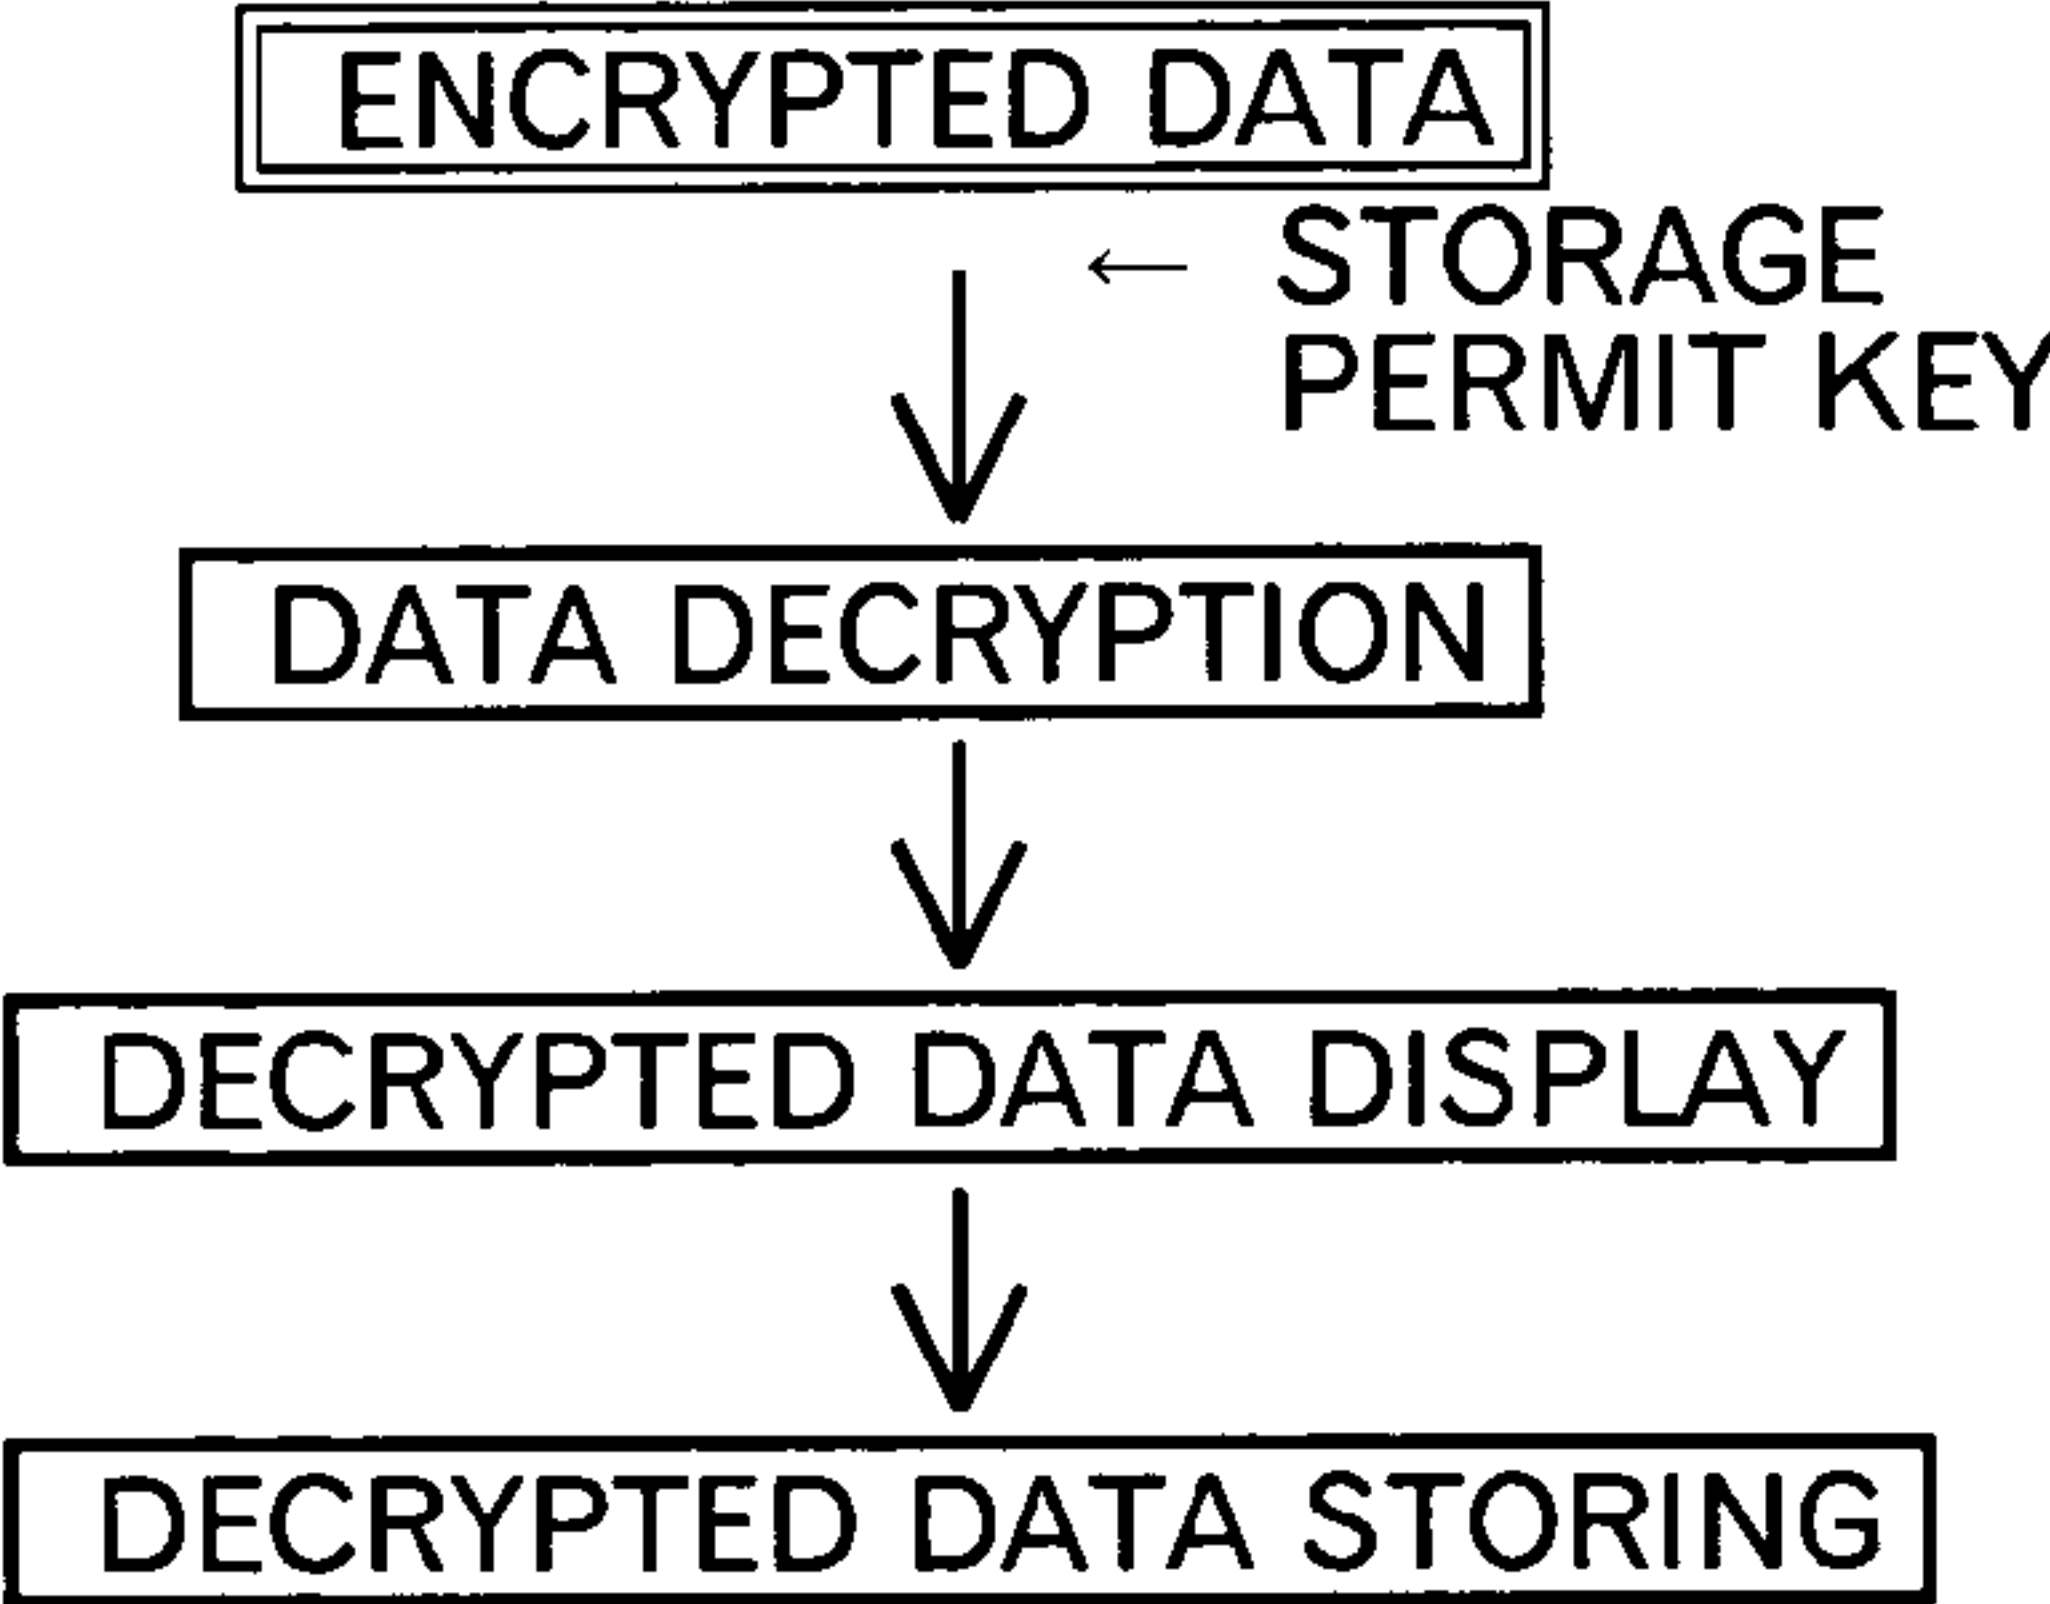 ENCRYPTED DATA
← STORAGE
PERMIT KEY
DATA DECRYPTION
DECRYPTED DATA DISPLAY
DECRYPTED DATA STORING